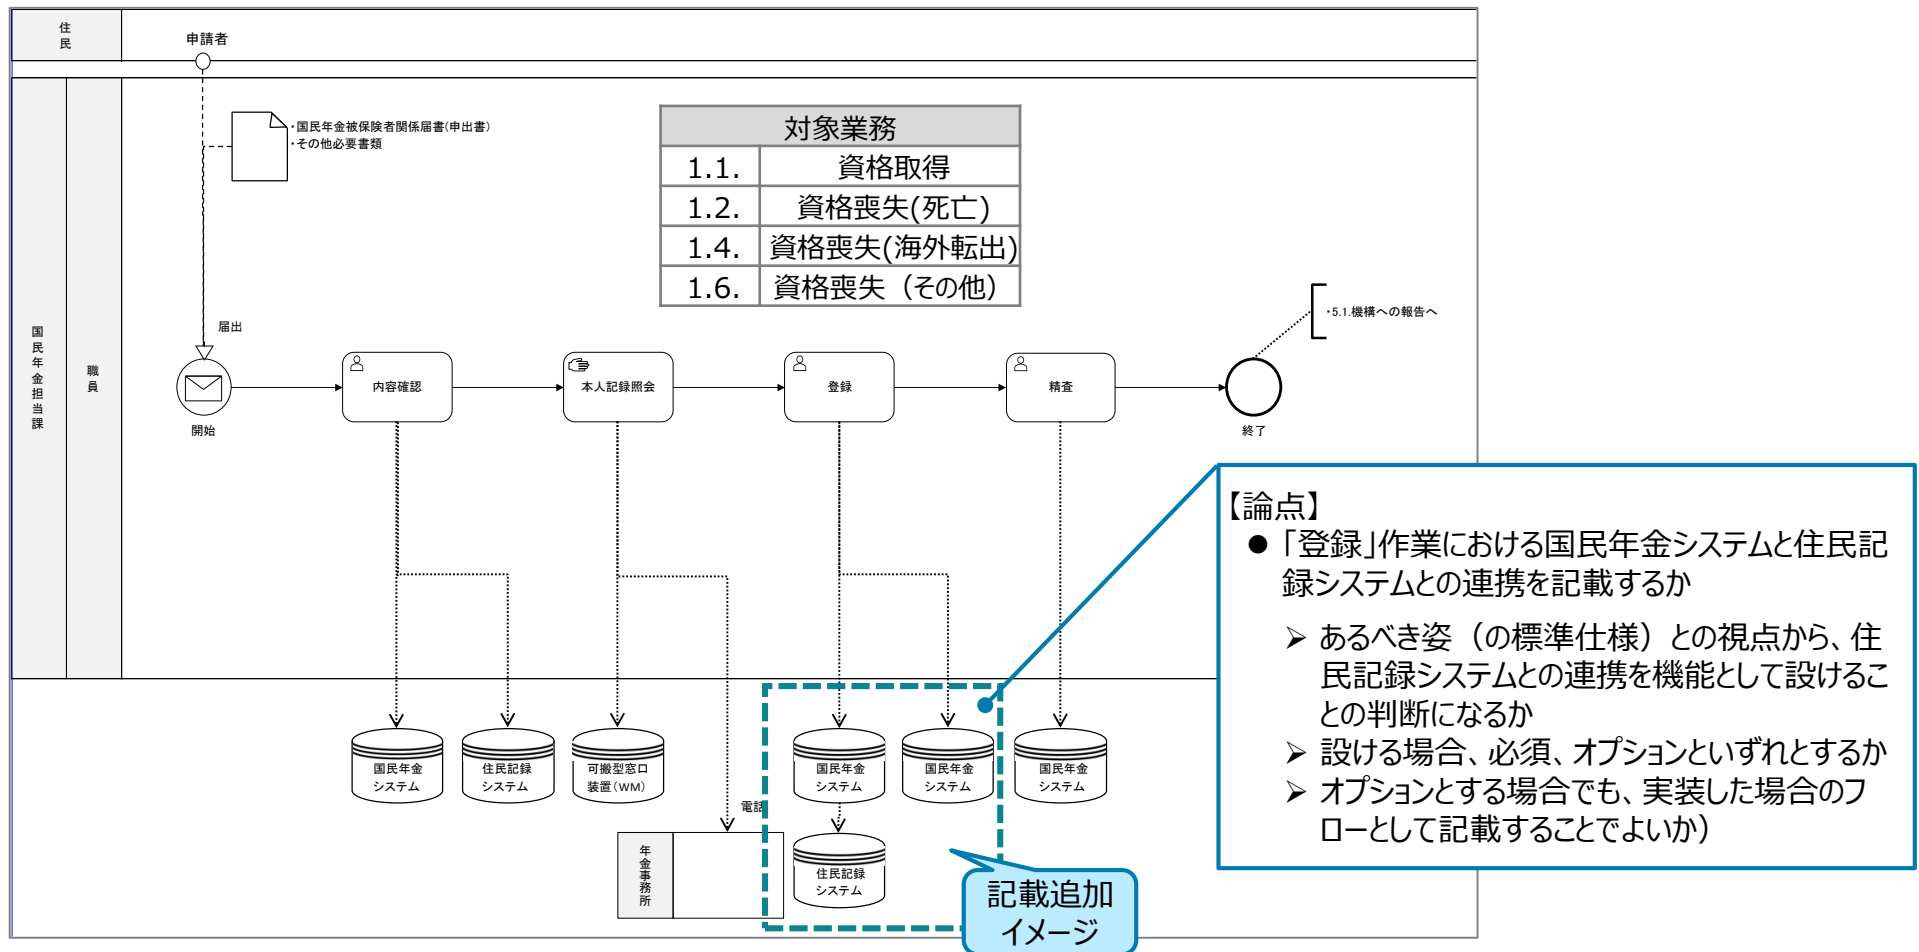 住民
申請者
・国民年金被保険者関係届書(申出書)
・その他必要書類
対象業務
1.1. 資格取得
1.2. 資格喪失(死亡)
1.4. 資格喪失(海外転出)
1.6. 資格喪失（その他）
・5.1.機構への報告へ
国民年金担当課
職員
届出
開始
内容確認
本人記録照会
登録
精査
終了
【論点】
● 「登録」作業における国民年金システムと住民記
録システムとの連携を記載するか
➢ あるべき姿（の標準仕様）との視点から、住
民記録システムとの連携を機能として設けるこ
との判断になるか
➢ 設ける場合、必須、オプションといずれとするか
➢ オプションとする場合でも、実装した場合のフ
ローとして記載することでよいか）
国民年金
システム
住民記録
システム
可搬型窓口
装置(WM)
国民年金
システム
国民年金
システム
国民年金
システム
電話
年金事務所
住民記録
システム
記載追加
イメージ